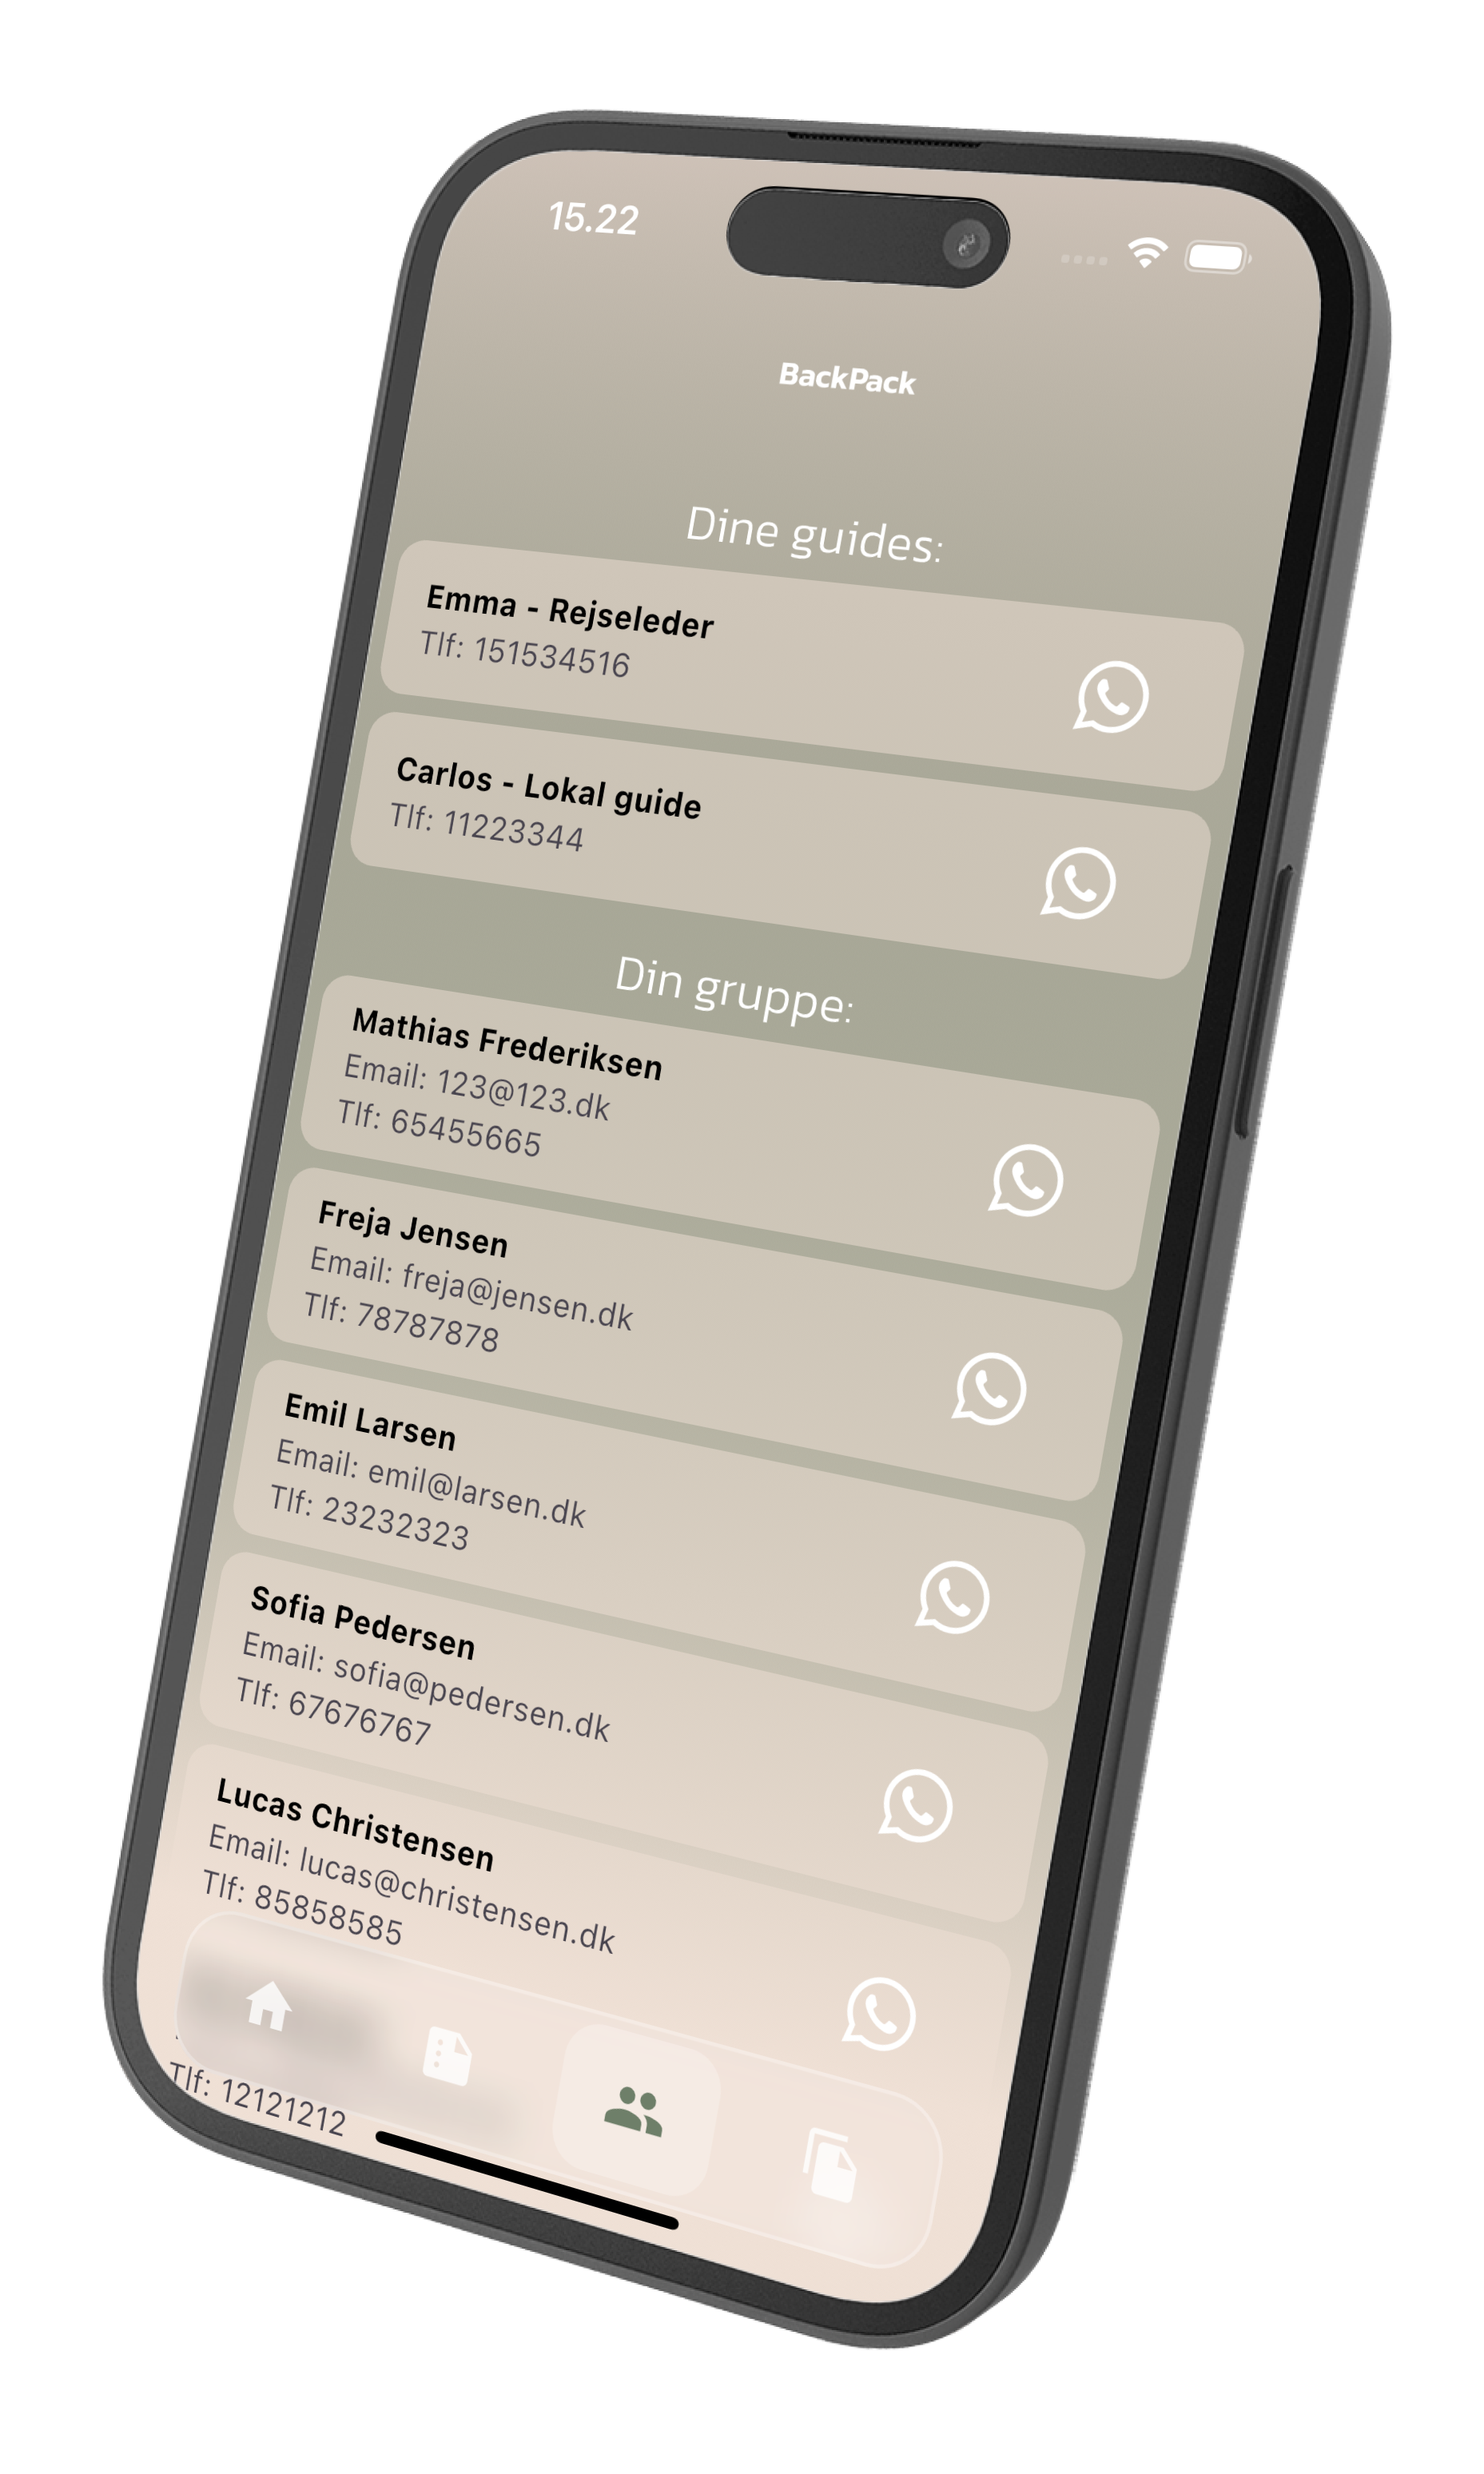 15.22
BackPack
Dine guides:
Emma - Rejseleder
Tlf: 151534516
Carlos - Lokal guide
Tlf: 11223344
Din gruppe:
Mathias Frederiksen
Email: 123@123.dk
Tlf: 65455665
Freja Jensen
Email: freja@jensen.dk
Tlf: 78787878
Emil Larsen
Email: emil@larsen.dk
Tlf: 23232323
Sofia Pedersen
Email: sofia@pedersen.dk
Tlf: 67676767
Lucas Christensen
Email: lucas@christensen.dk
Tlf: 85858585
Tlf: 12121212